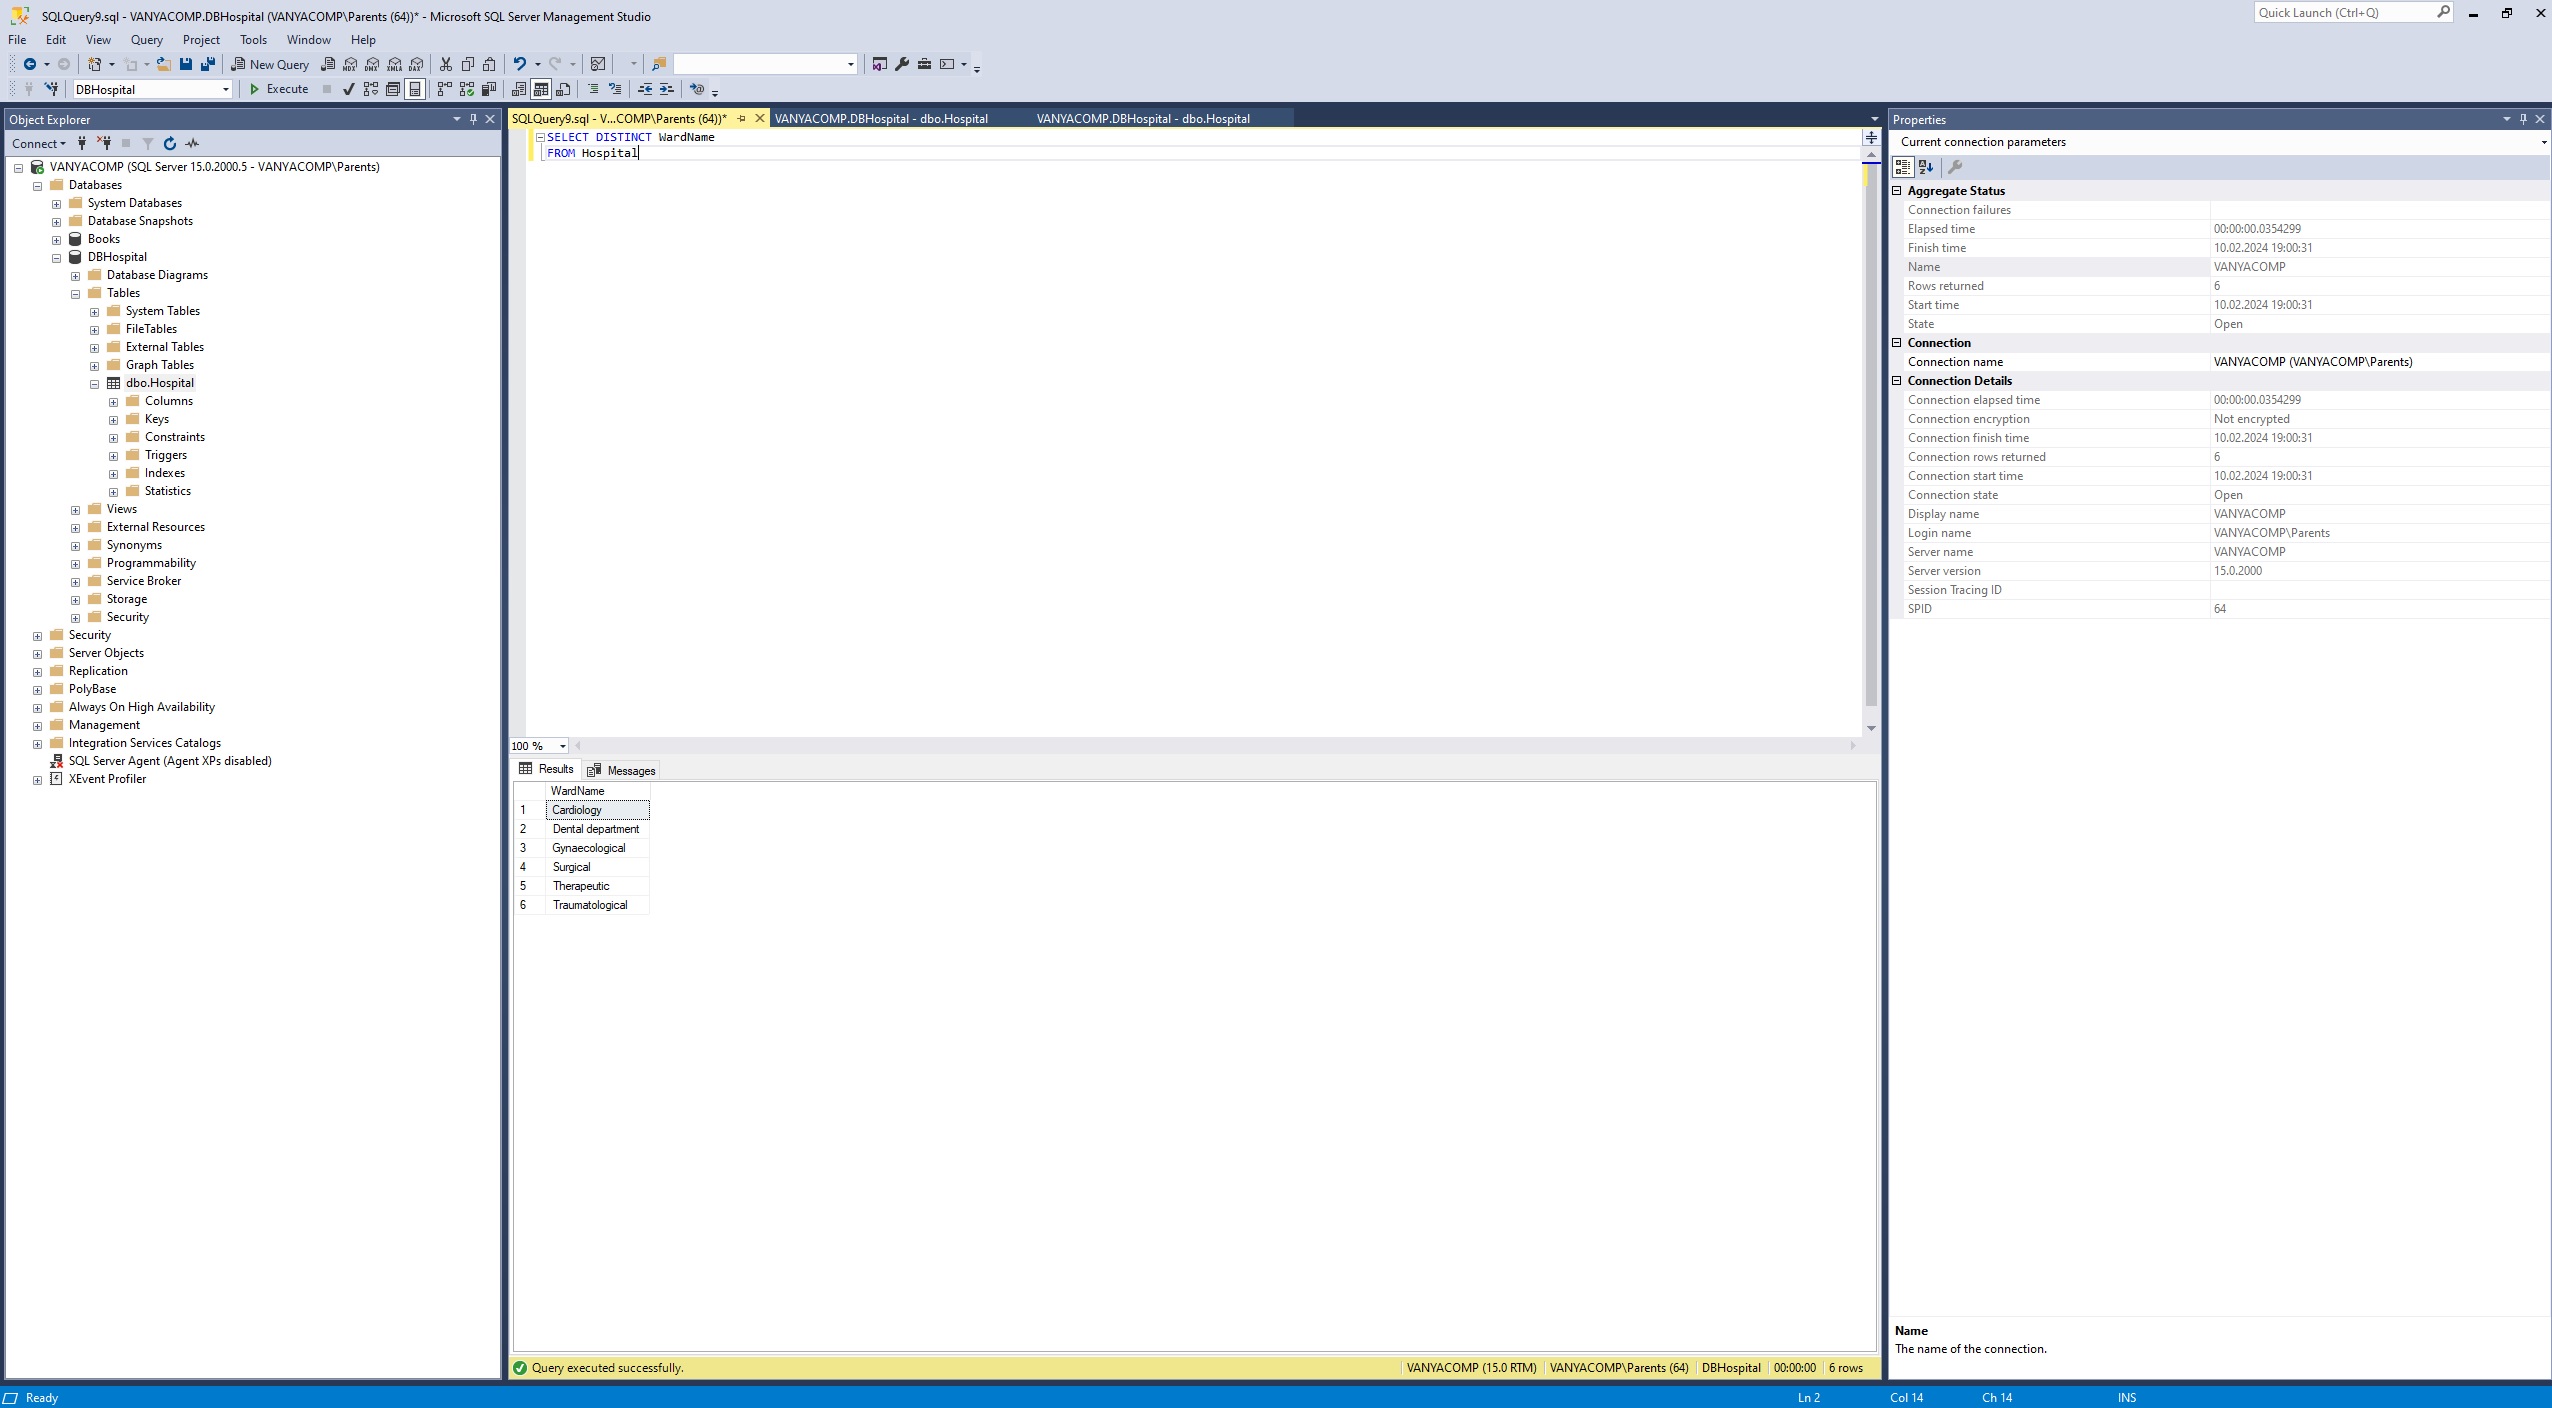 SQLQuery9.sql - VANYACOMP.DBHospital (VANYACOMP\Parents (64))* - Microsoft SQL Server Management Studio
Quick Launch (Ctrl+Q)
File Edit View Query Project Tools Window Help
New Query MDX DMX XMLA DAX
DBHospital Execute
Object Explorer
Connect
VANYACOMP (SQL Server 15.0.2000.5 - VANYACOMP\Parents)
Databases
System Databases
Database Snapshots
Books
DBHospital
Database Diagrams
Tables
System Tables
FileTables
External Tables
Graph Tables
dbo.Hospital
Columns
Keys
Constraints
Triggers
Indexes
Statistics
Views
External Resources
Synonyms
Programmability
Service Broker
Storage
Security
Security
Server Objects
Replication
PolyBase
Always On High Availability
Management
Integration Services Catalogs
SQL Server Agent (Agent XPs disabled)
XEvent Profiler
SQLQuery9.sql - V...COMP\Parents (64))* VANYACOMP.DBHospital - dbo.Hospital VANYACOMP.DBHospital - dbo.Hospital
SELECT DISTINCT WardName
FROM Hospital
100 %
Results Messages
WardName
1 Cardiology
2 Dental department
3 Gynaecological
4 Surgical
5 Therapeutic
6 Traumatological
Query executed successfully. VANYACOMP (15.0 RTM) VANYACOMP\Parents (64) DBHospital 00:00:00 6 rows
Properties
Current connection parameters
Aggregate Status
Connection failures
Elapsed time 00:00:00.0354299
Finish time 10.02.2024 19:00:31
Name VANYACOMP
Rows returned 6
Start time 10.02.2024 19:00:31
State Open
Connection
Connection name VANYACOMP (VANYACOMP\Parents)
Connection Details
Connection elapsed time 00:00:00.0354299
Connection encryption Not encrypted
Connection finish time 10.02.2024 19:00:31
Connection rows returned 6
Connection start time 10.02.2024 19:00:31
Connection state Open
Display name VANYACOMP
Login name VANYACOMP\Parents
Server name VANYACOMP
Server version 15.0.2000
Session Tracing ID
SPID 64
Name
The name of the connection.
Ready Ln 2 Col 14 Ch 14 INS